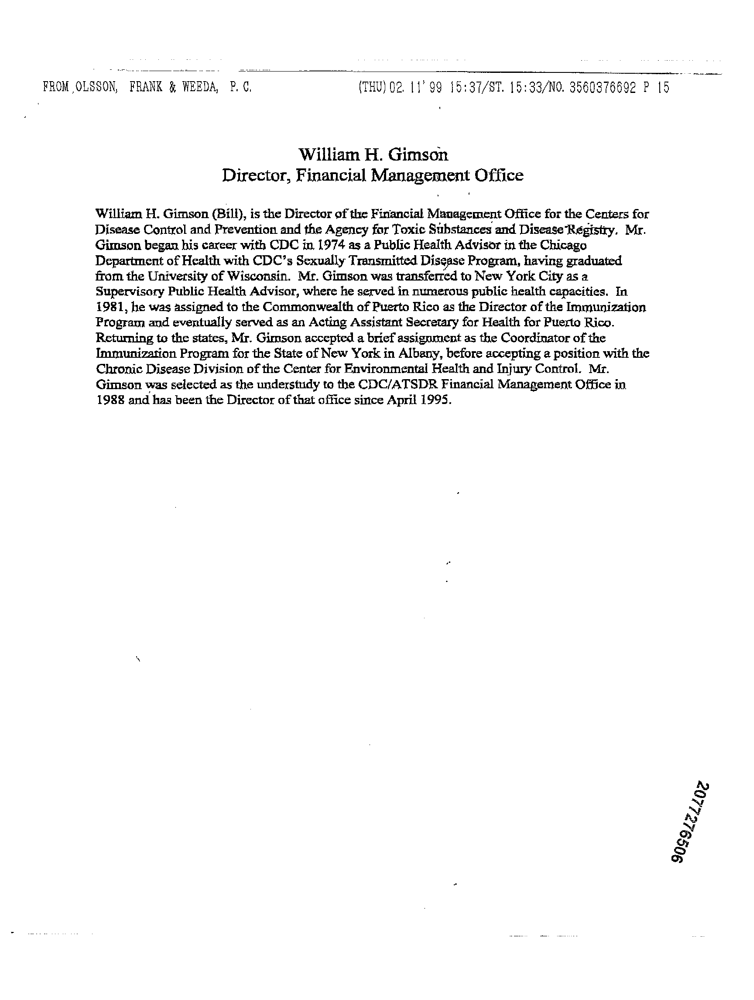 FROM OLSSON, FRANK & WEEDA, P.C. (THU) 02. 11' 99 15:37/ST. 15:33/NO. 3560376692 P 15
William H. Gimson
Director, Financial Management Office
William H. Gimson (Bill), is the Director of the Financial Management Office for the Centers for
Disease Control and Prevention and the Agency for Toxic Substances and Disease Registry. Mr.
Gimson began his career with CDC in 1974 as a Public Health Advisor in the Chicago
Department of Health with CDC's Sexually Transmitted Disease Program, having graduated
from the University of Wisconsin. Mr. Gimson was transferred to New York City as a
Supervisory Public Health Advisor, where he served in numerous public health capacities. In
1981, he was assigned to the Commonwealth of Puerto Rico as the Director of the Immunization
Program and eventually served as an Acting Assistant Secretary for Health for Puerto Rico.
Returning to the states, Mr. Gimson accepted a brief assignment as the Coordinator of the
Immunization Program for the State of New York in Albany, before accepting a position with the
Chronic Disease Division of the Center for Environmental Health and Injury Control. Mr.
Gimson was selected as the understudy to the CDC/ATSDR Financial Management Office in
1988 and has been the Director of that office since April 1995.
2077276506